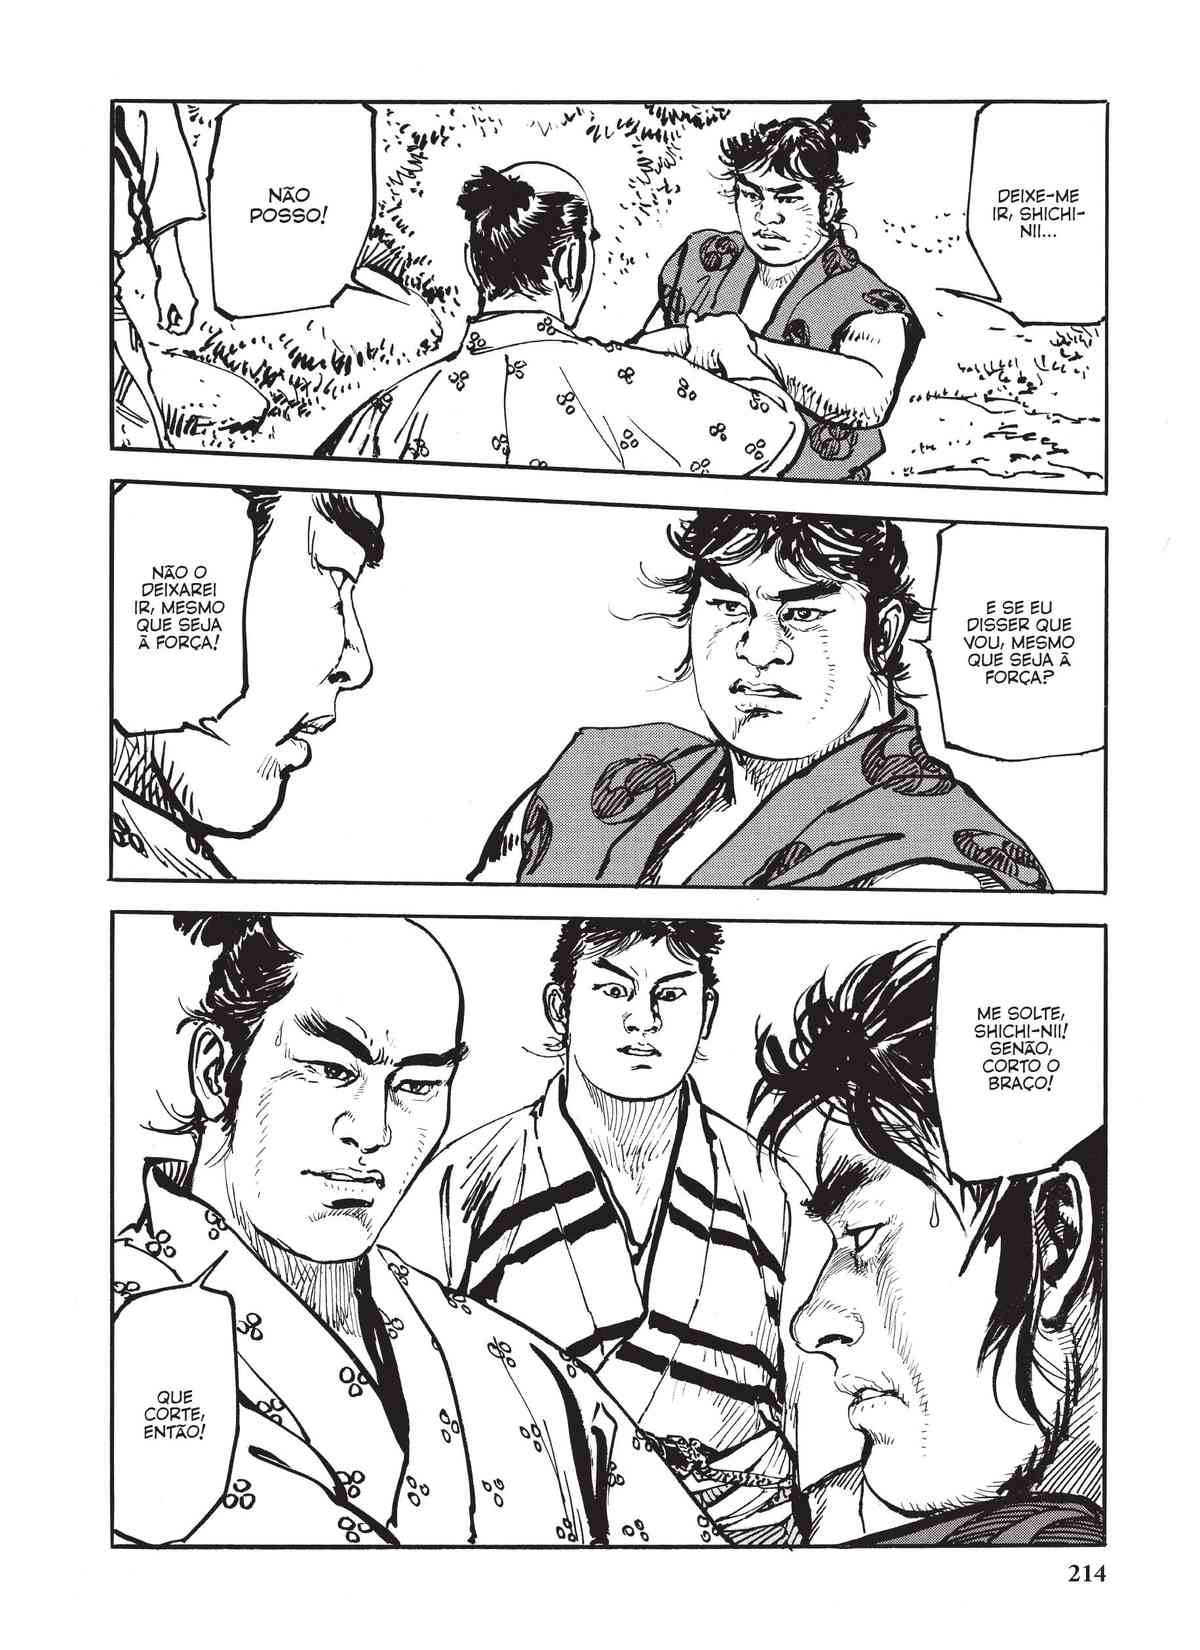 DEIXE-ME
IR, SHICHI-
NII...
NÃO
POSSO!
E SE EU
DISSER QUE
VOU, MESMO
QUE SEJA À
FORÇA?
NÃO O
DEIXAREI
IR, MESMO
QUE SEJA
À FORÇA!
ME SOLTE,
SHICHI-NII!
SENÃO,
CORTO O
BRAÇO!
QUE
CORTE,
ENTÃO!
214